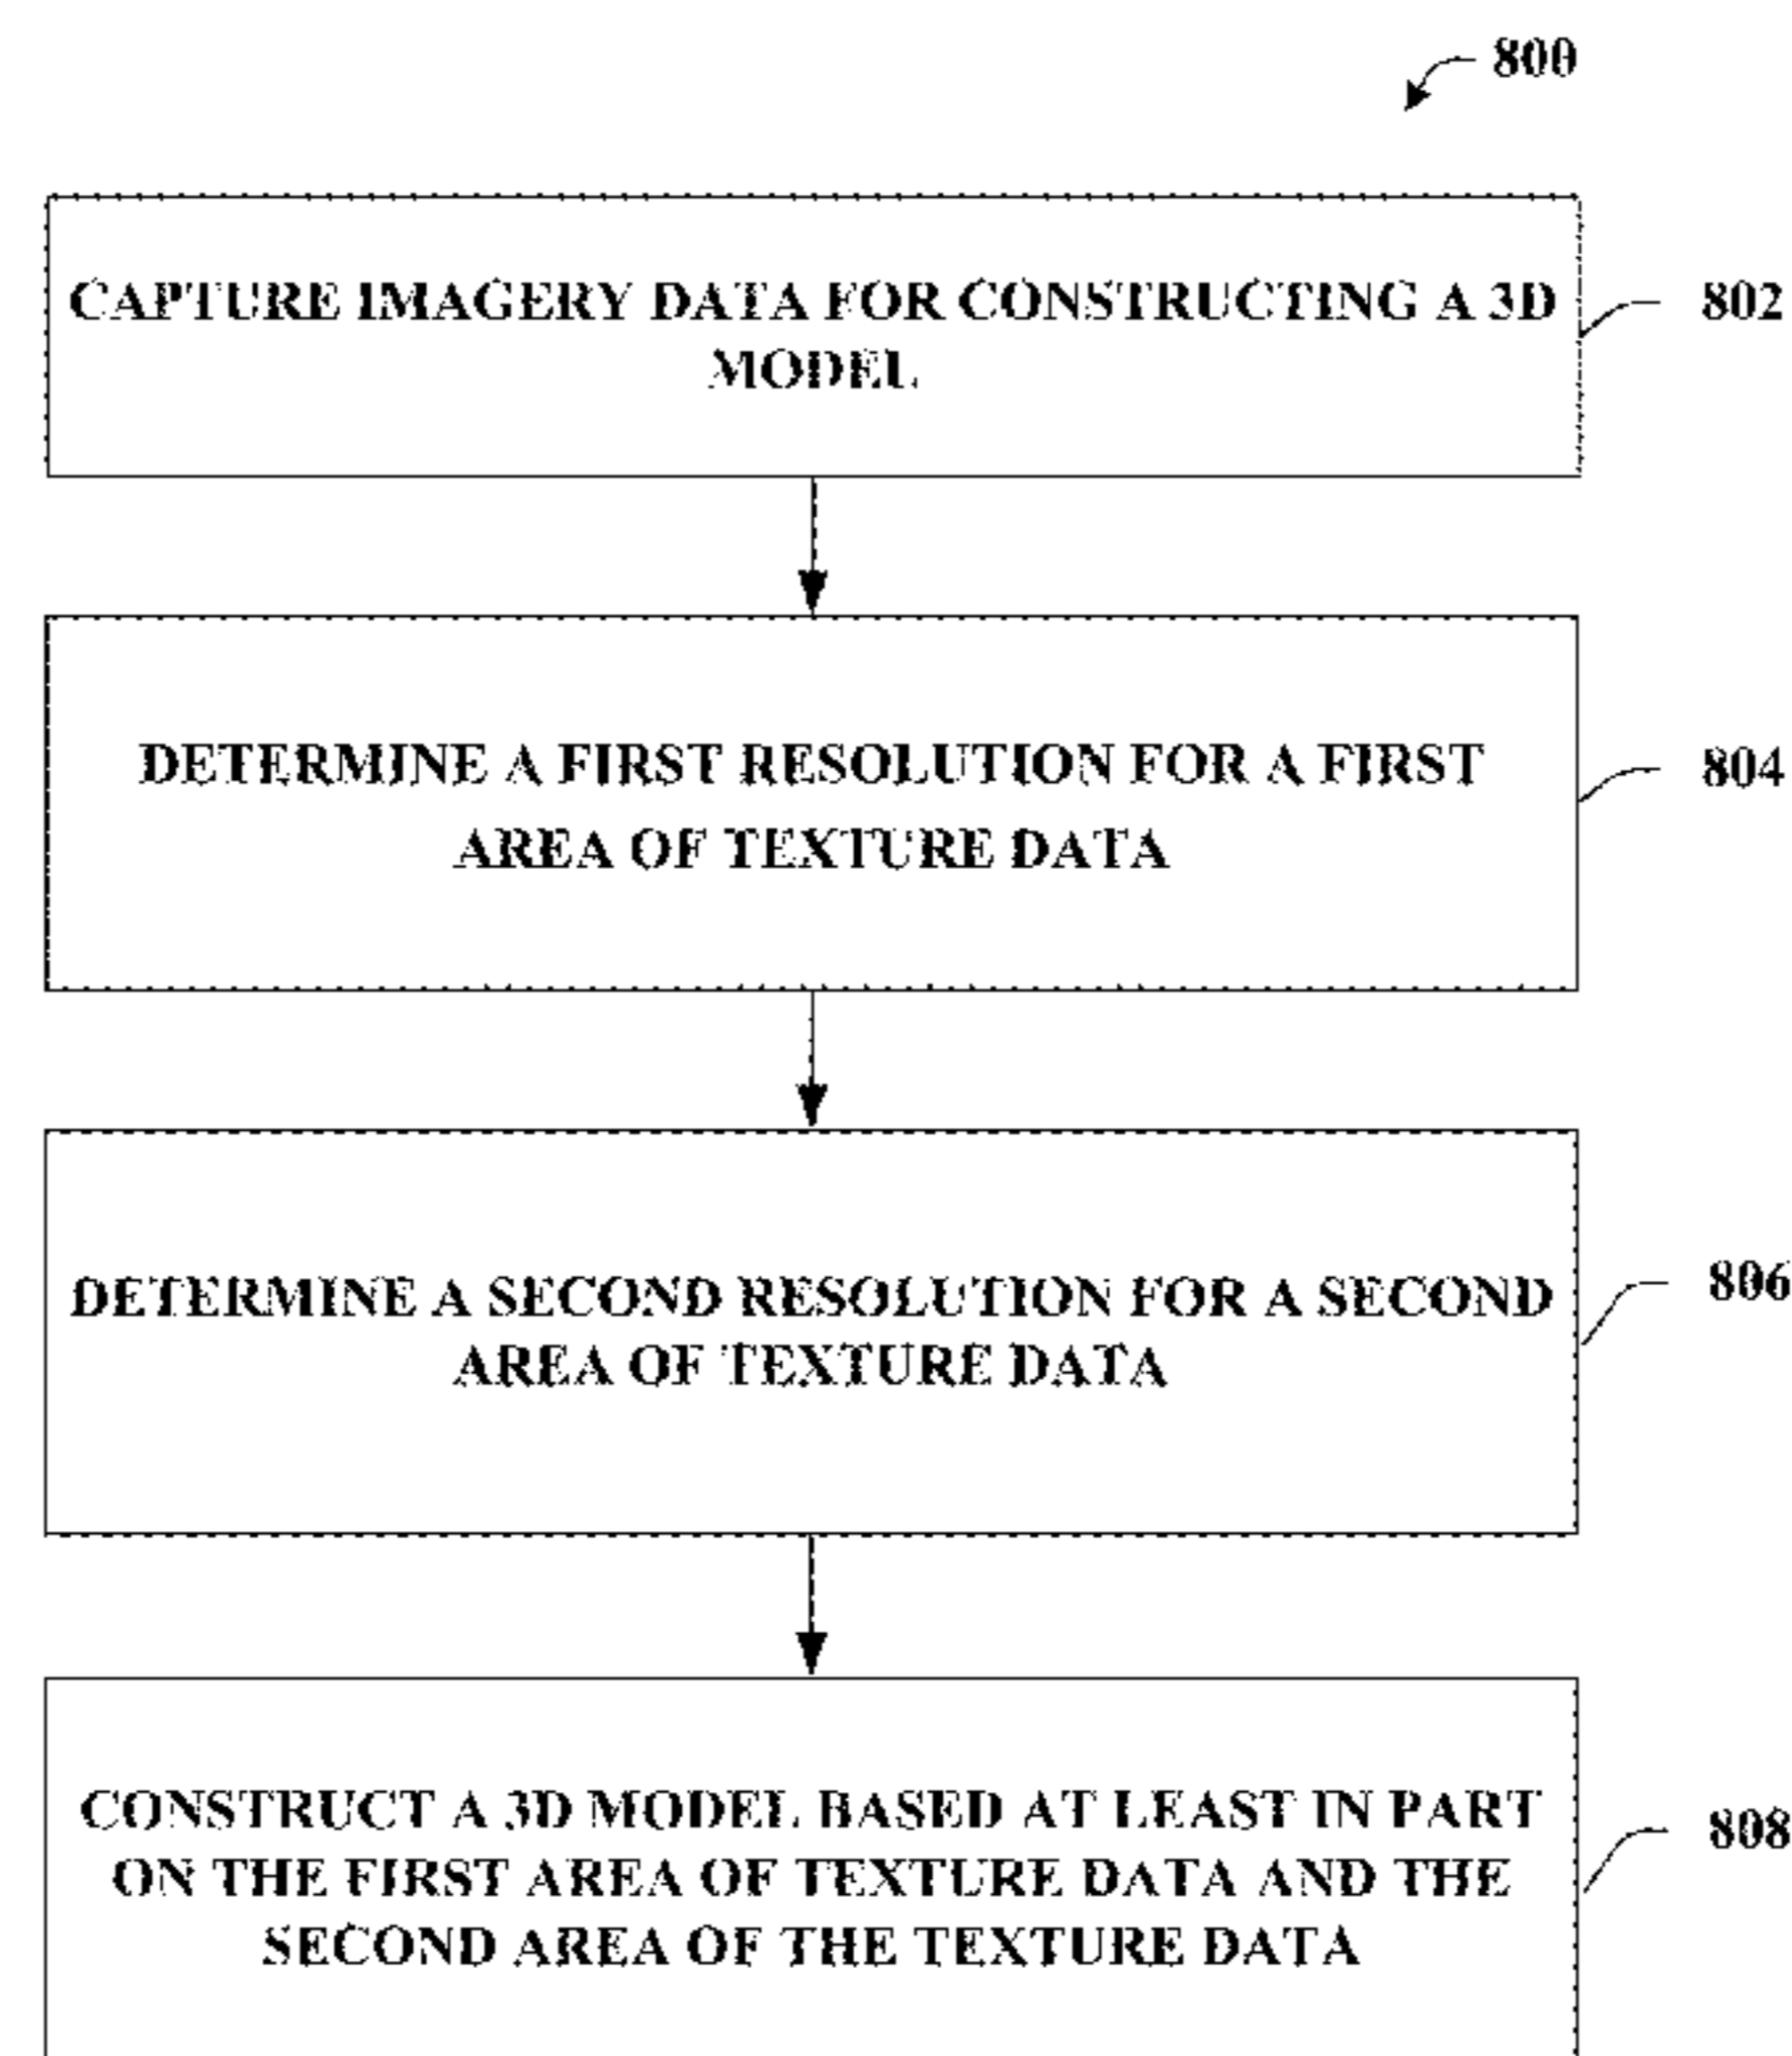 800
CAPTURE IMAGERY DATA FOR CONSTRUCTING A 3D
MODEL
802
DETERMINE A FIRST RESOLUTION FOR A FIRST
AREA OF TEXTURE DATA
804
DETERMINE A SECOND RESOLUTION FOR A SECOND
AREA OF TEXTURE DATA
806
CONSTRUCT A 3D MODEL BASED AT LEAST IN PART
ON THE FIRST AREA OF TEXTURE DATA AND THE
SECOND AREA OF THE TEXTURE DATA
808